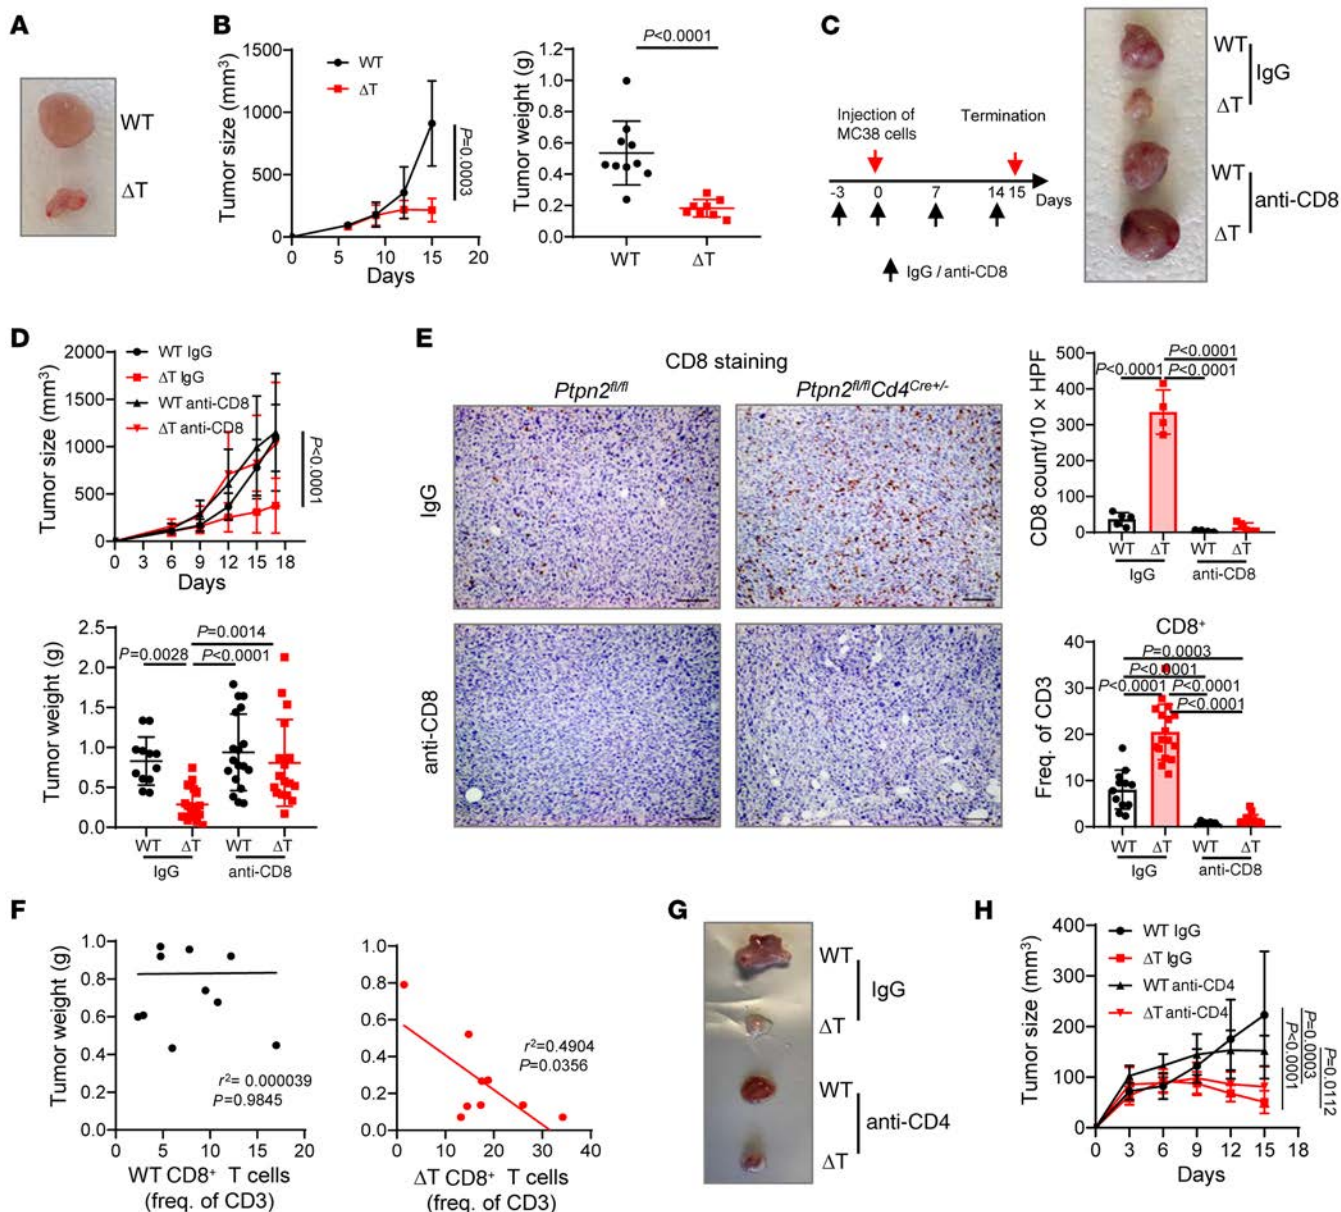 A
WT
ΔT
B
Tumor size (mm³)
1500
1000
500
0
0 5 10 15 20
Days
WT
ΔT
P=0.0003
Tumor weight (g)
1.2
1.0
0.8
0.6
0.4
0.2
0.0
P<0.0001
WT ΔT
C
Injection of
MC38 cells
Termination
-3 0 7 14 15 Days
IgG / anti-CD8
WT
IgG
ΔT
WT
anti-CD8
ΔT
D
Tumor size (mm³)
2000
1500
1000
500
0
0 3 6 9 12 15 18
Days
WT IgG
ΔT IgG
WT anti-CD8
ΔT anti-CD8
P<0.0001
Tumor weight (g)
2.5
2.0
1.5
1.0
0.5
0.0
P=0.0014
P=0.0028 P<0.0001
WT ΔT WT ΔT
IgG anti-CD8
E
CD8 staining
Ptpn2fl/fl Ptpn2fl/flCd4Cre+/-
IgG
anti-CD8
CD8 count/10 × HPF
500
400
300
200
100
0
P<0.0001
P<0.0001 P<0.0001
WT ΔT WT ΔT
IgG anti-CD8
CD8⁺
Freq. of CD3
40
30
20
10
0
P=0.0003
P<0.0001
P<0.0001 P<0.0001
P<0.0001
WT ΔT WT ΔT
IgG anti-CD8
F
Tumor weight (g)
1.0
0.8
0.6
0.4
0.2
0.0
r²= 0.000039
P=0.9845
0 5 10 15 20
WT CD8⁺ T cells
(freq. of CD3)
1.0
0.8
0.6
0.4
0.2
0.0
r²=0.4904
P=0.0356
0 10 20 30 40
ΔT CD8⁺ T cells
(freq. of CD3)
G
WT
IgG
ΔT
WT
anti-CD4
ΔT
H
Tumor size (mm³)
400
300
200
100
0
0 3 6 9 12 15 18
Days
WT IgG
ΔT IgG
WT anti-CD4
ΔT anti-CD4
P<0.0001
P=0.0003
P=0.0112